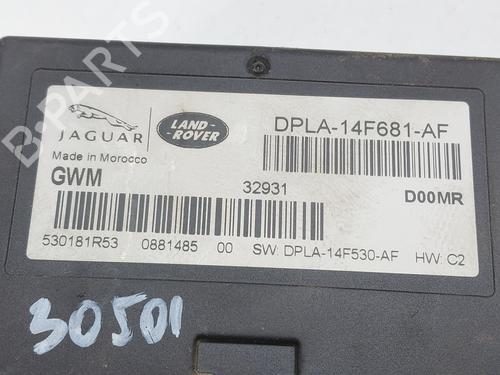 B-PARTS
JAGUAR
LAND-
-ROVER
DPLA-14F681-AF
Made in Morocco
GWM
32931
D00MR
530181R53 0881485 00 SW: DPLA-14F530-AF HW: C2
30501